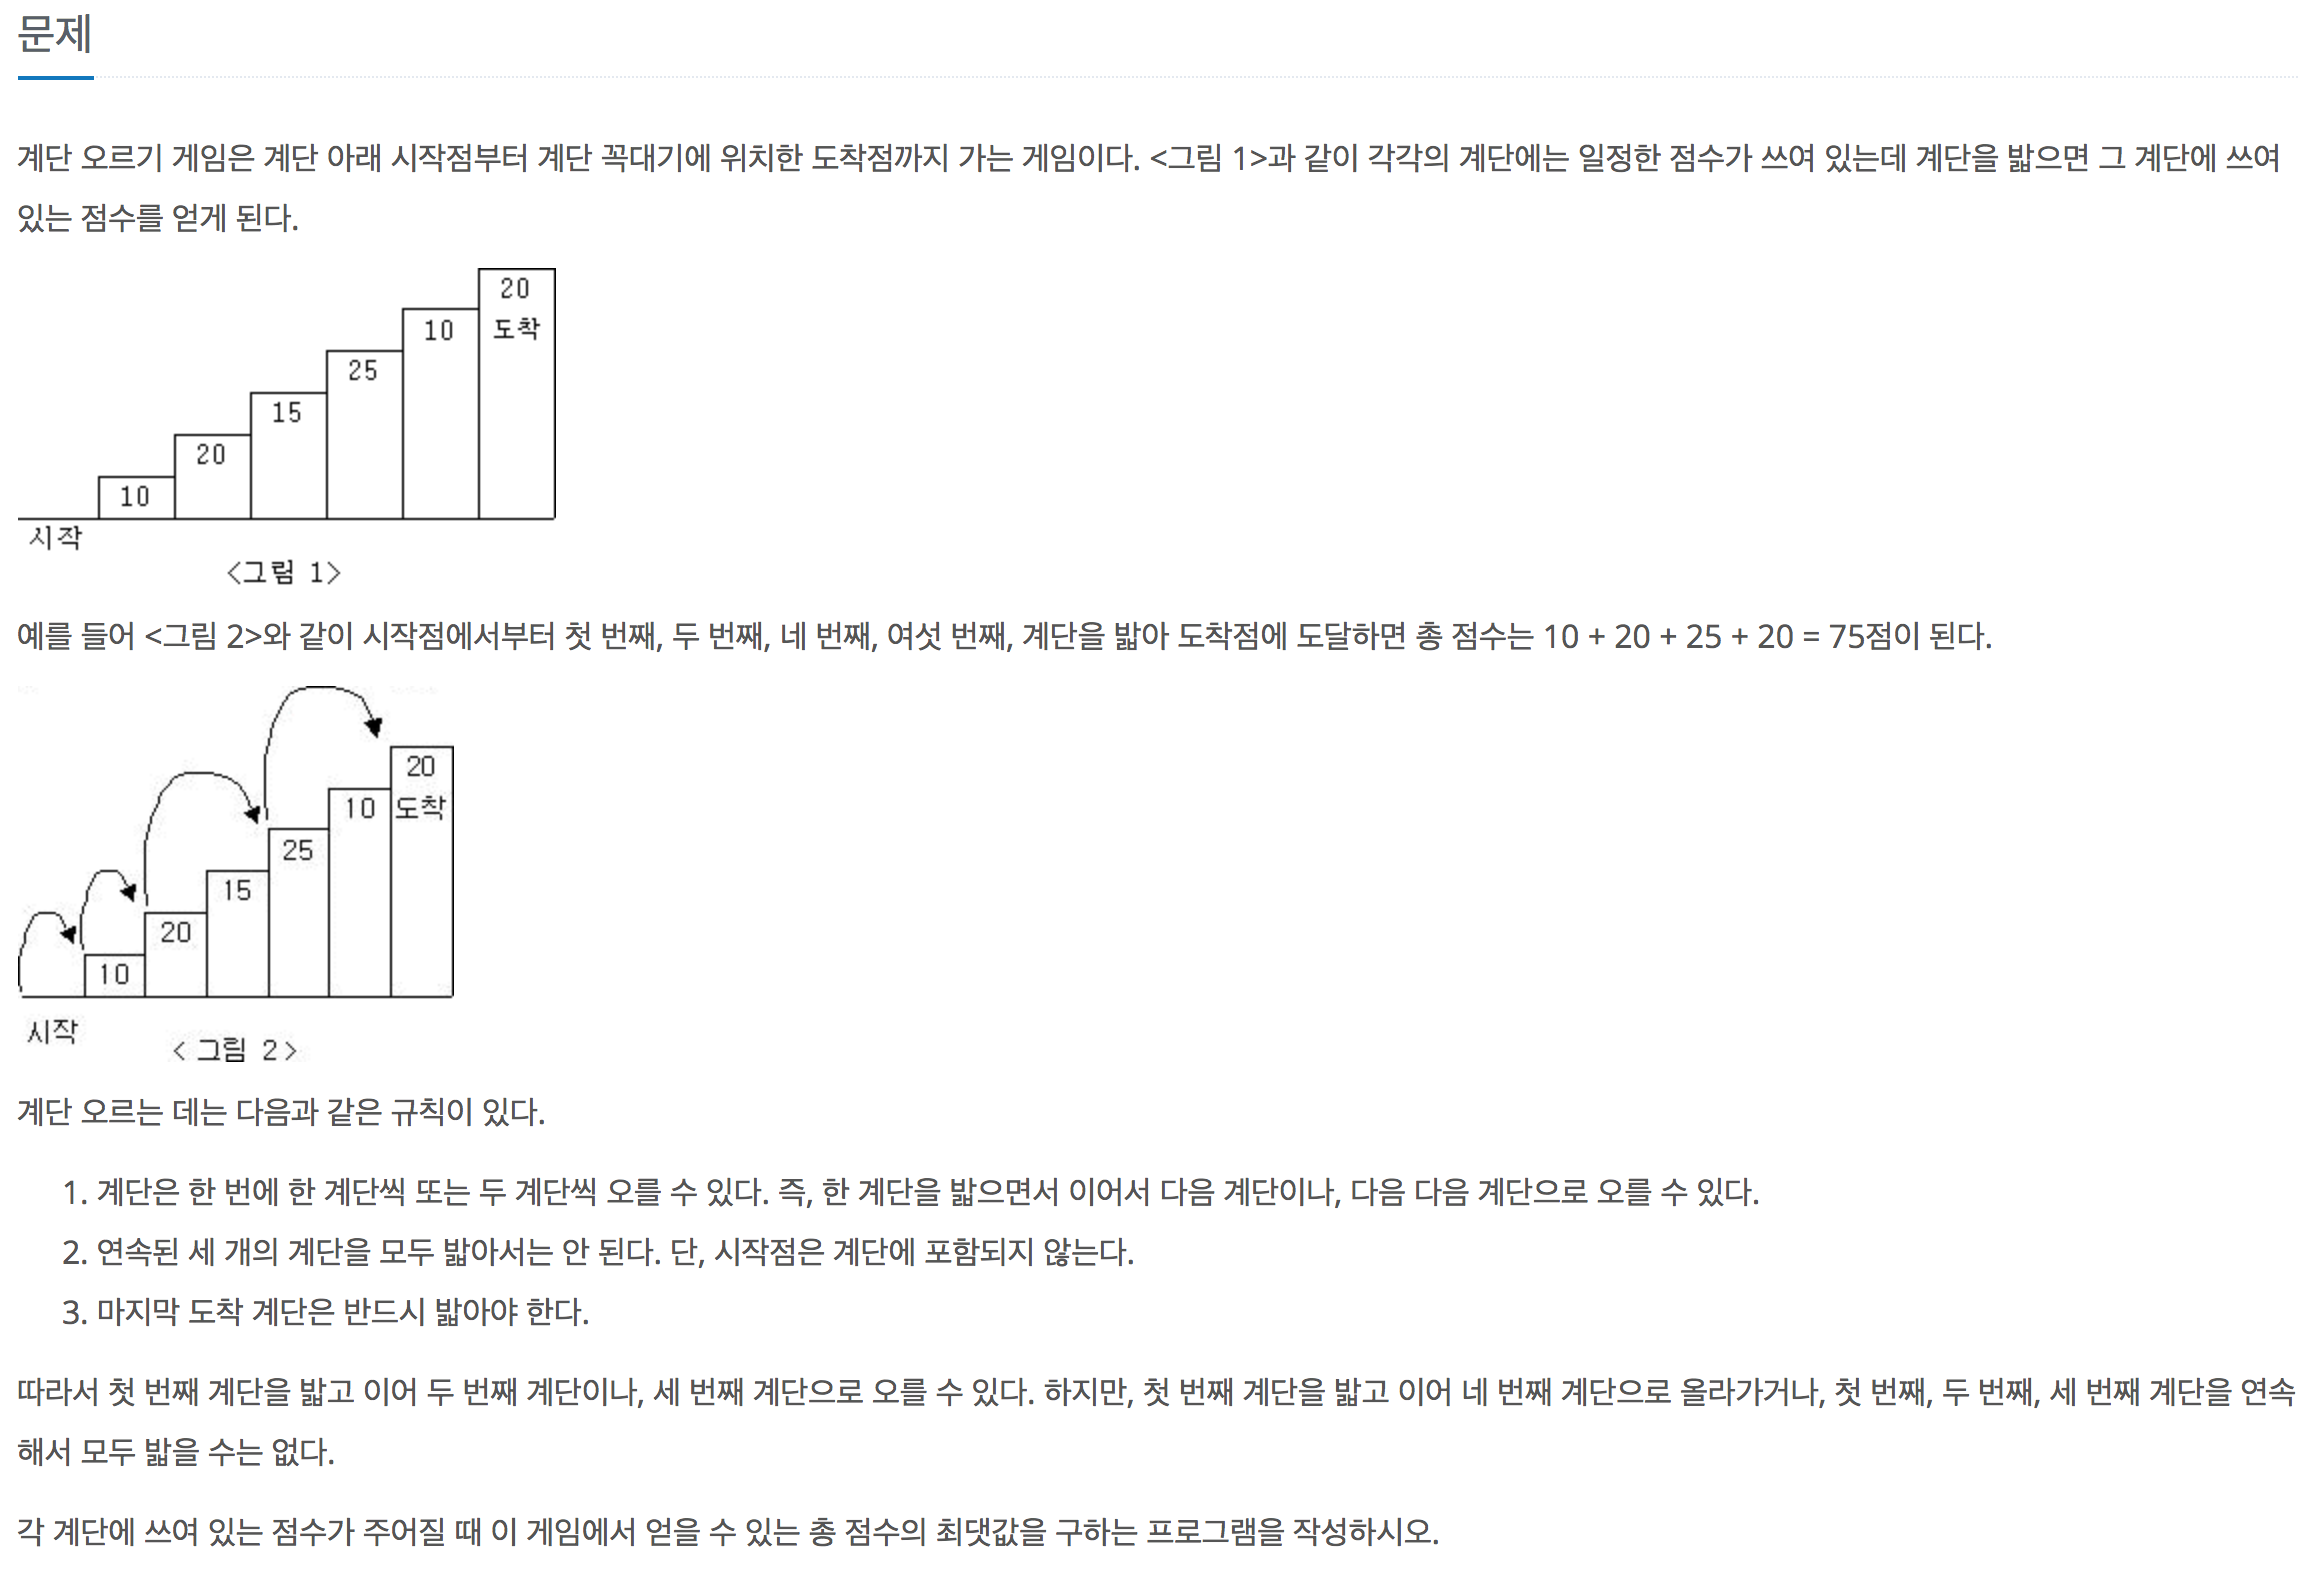 문제
계단 오르기 게임은 계단 아래 시작점부터 계단 꼭대기에 위치한 도착점까지 가는 게임이다. <그림 1>과 같이 각각의 계단에는 일정한 점수가 쓰여 있는데 계단을 밟으면 그 계단에 쓰여
있는 점수를 얻게 된다.
20
10 도착
25
15
20
10
시작
<그림 1>
예를 들어 <그림 2>와 같이 시작점에서부터 첫 번째, 두 번째, 네 번째, 여섯 번째, 계단을 밟아 도착점에 도달하면 총 점수는 10 + 20 + 25 + 20 = 75점이 된다.
20
10 도착
25
15
20
10
시작
< 그림 2>
계단 오르는 데는 다음과 같은 규칙이 있다.
1. 계단은 한 번에 한 계단씩 또는 두 계단씩 오를 수 있다. 즉, 한 계단을 밟으면서 이어서 다음 계단이나, 다음 다음 계단으로 오를 수 있다.
2. 연속된 세 개의 계단을 모두 밟아서는 안 된다. 단, 시작점은 계단에 포함되지 않는다.
3. 마지막 도착 계단은 반드시 밟아야 한다.
따라서 첫 번째 계단을 밟고 이어 두 번째 계단이나, 세 번째 계단으로 오를 수 있다. 하지만, 첫 번째 계단을 밟고 이어 네 번째 계단으로 올라가거나, 첫 번째, 두 번째, 세 번째 계단을 연속
해서 모두 밟을 수는 없다.
각 계단에 쓰여 있는 점수가 주어질 때 이 게임에서 얻을 수 있는 총 점수의 최댓값을 구하는 프로그램을 작성하시오.